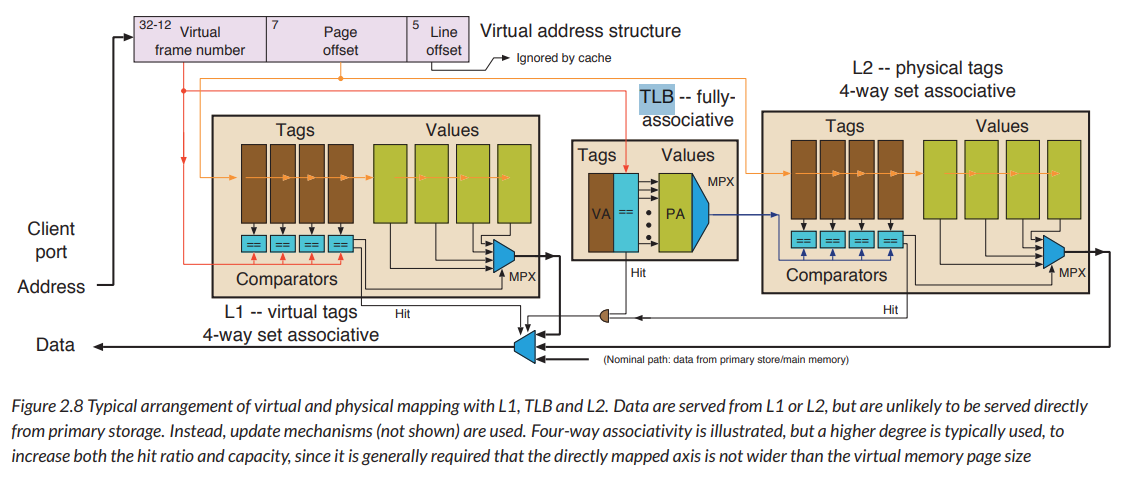 32-12 Virtual frame number
7 Page offset
5 Line offset
Virtual address structure
Ignored by cache
L2 -- physical tags
4-way set associative
TLB -- fully-
associative
Tags Values
Tags Values
MPX
VA == PA
Tags Values
Client
port
Address
== == == ==
Comparators
MPX
Hit
== == == ==
Comparators
MPX
L1 -- virtual tags
4-way set associative
Hit
Hit
Data
(Nominal path: data from primary store/main memory)
Figure 2.8 Typical arrangement of virtual and physical mapping with L1, TLB and L2. Data are served from L1 or L2, but are unlikely to be served directly
from primary storage. Instead, update mechanisms (not shown) are used. Four-way associativity is illustrated, but a higher degree is typically used, to
increase both the hit ratio and capacity, since it is generally required that the directly mapped axis is not wider than the virtual memory page size